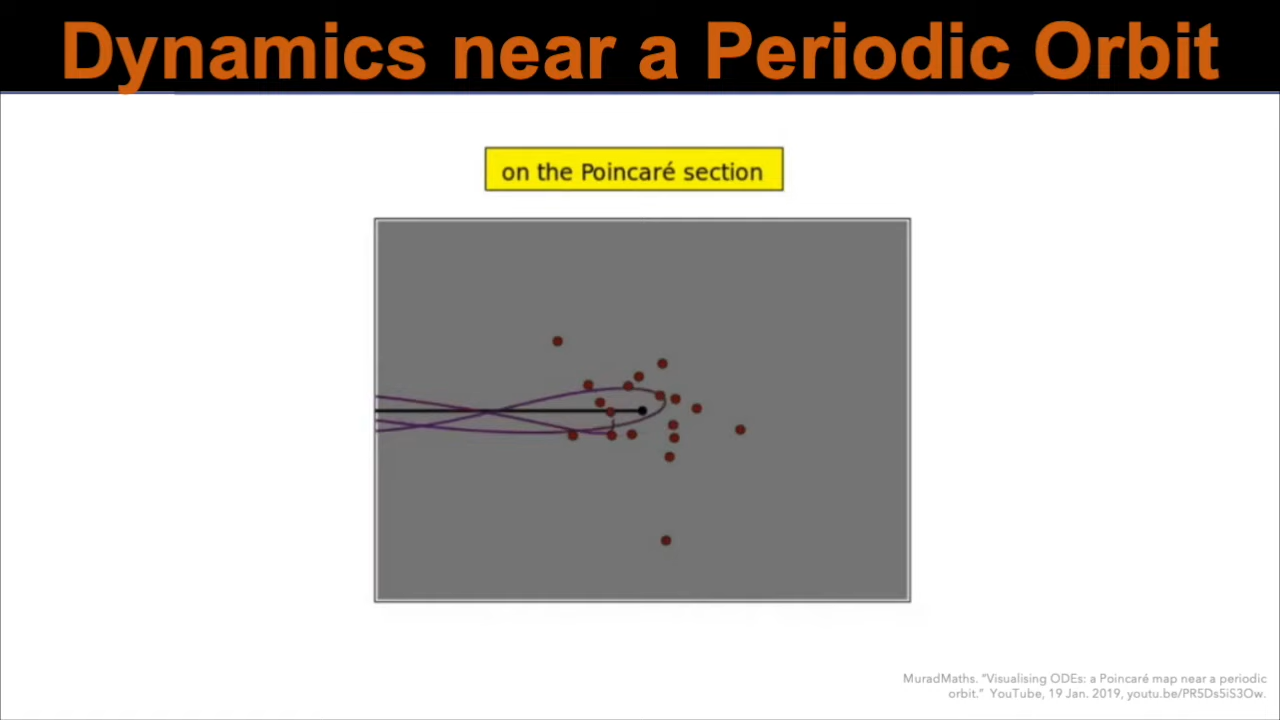 Dynamics near a Periodic Orbit
on the Poincaré section
MuradMaths. “Visualising ODEs: a Poincaré map near a periodic
orbit.” YouTube, 19 Jan. 2019, youtu.be/PR5Ds5iS3Ow.